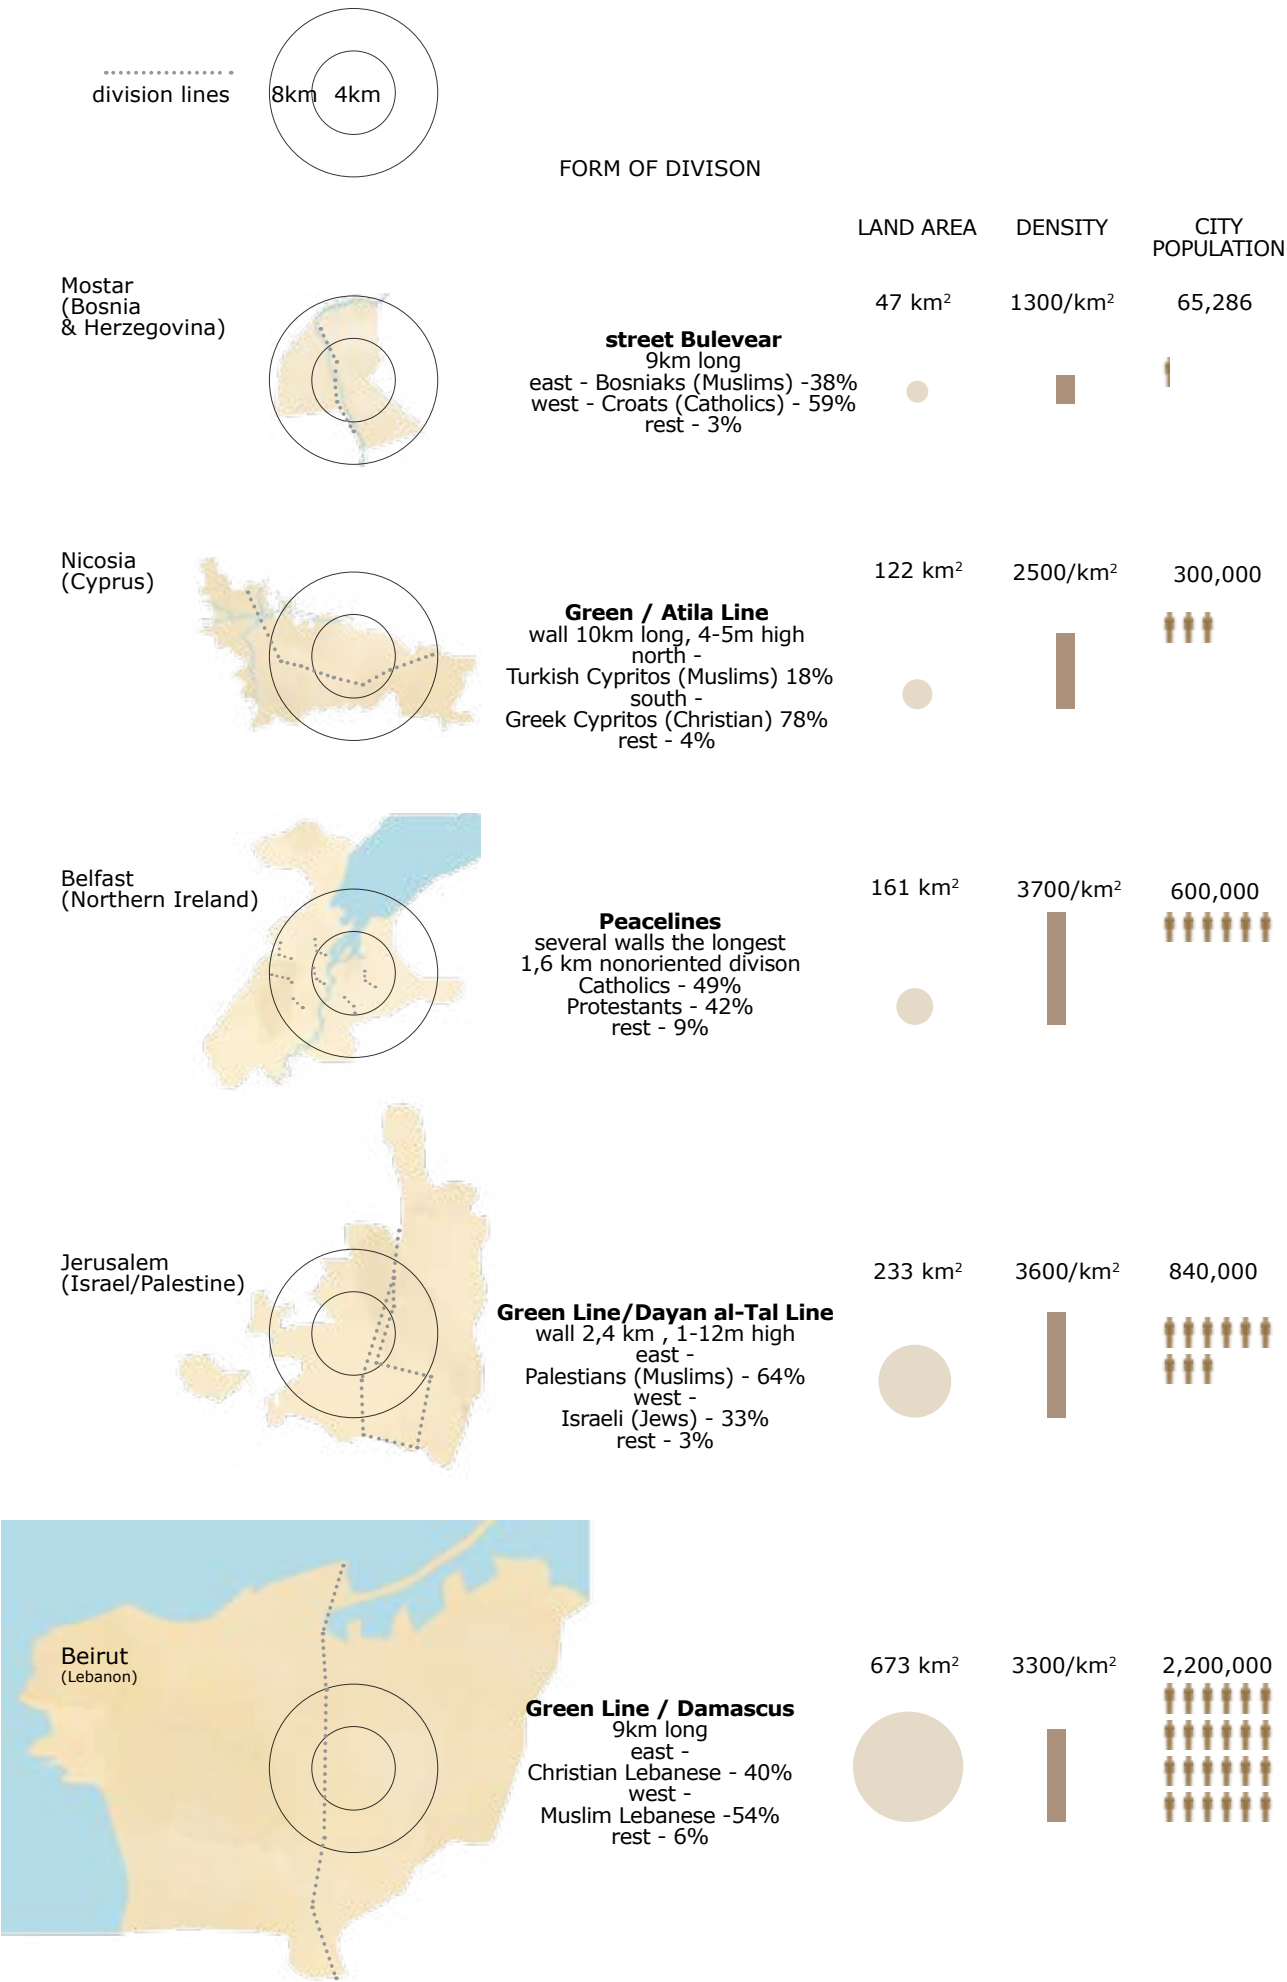 division lines
8km 4km
FORM OF DIVISON
LAND AREA DENSITY CITY
POPULATION
Mostar
(Bosnia
& Herzegovina)
47 km² 1300/km² 65,286
street Bulevear
9km long
east - Bosniaks (Muslims) -38%
west - Croats (Catholics) - 59%
rest - 3%
Nicosia
(Cyprus)
122 km² 2500/km² 300,000
Green / Atila Line
wall 10km long, 4-5m high
north -
Turkish Cypritos (Muslims) 18%
south -
Greek Cypritos (Christian) 78%
rest - 4%
Belfast
(Northern Ireland)
161 km² 3700/km² 600,000
Peacelines
several walls the longest
1,6 km nonoriented divison
Catholics - 49%
Protestants - 42%
rest - 9%
Jerusalem
(Israel/Palestine)
233 km² 3600/km² 840,000
Green Line/Dayan al-Tal Line
wall 2,4 km , 1-12m high
east -
Palestians (Muslims) - 64%
west -
Israeli (Jews) - 33%
rest - 3%
Beirut
(Lebanon)
673 km² 3300/km² 2,200,000
Green Line / Damascus
9km long
east -
Christian Lebanese - 40%
west -
Muslim Lebanese -54%
rest - 6%